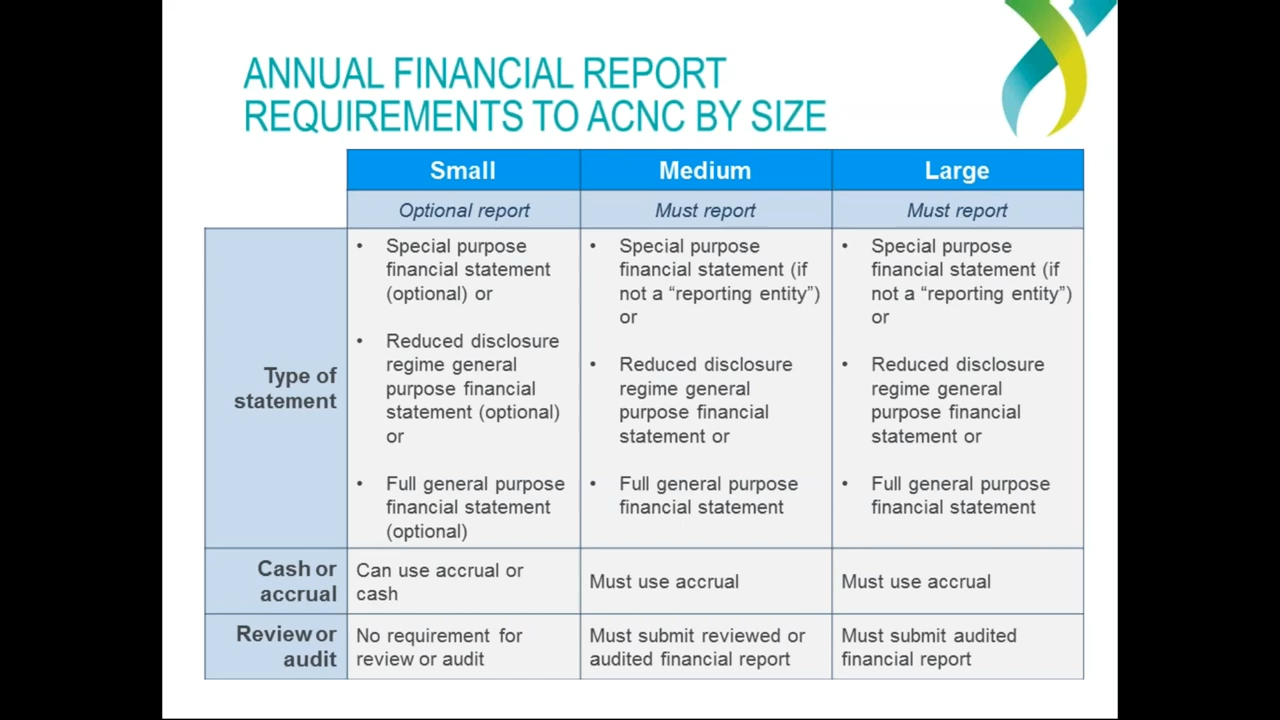 ANNUAL FINANCIAL REPORT
REQUIREMENTS TO ACNC BY SIZE
Small
Medium
Large
Optional report
Must report
Must report
Type of
statement
• Special purpose
financial statement
(optional) or
• Reduced disclosure
regime general
purpose financial
statement (optional)
or
• Full general purpose
financial statement
(optional)
• Special purpose
financial statement (if
not a “reporting entity”)
or
• Reduced disclosure
regime general
purpose financial
statement or
• Full general purpose
financial statement
• Special purpose
financial statement (if
not a “reporting entity”)
or
• Reduced disclosure
regime general
purpose financial
statement or
• Full general purpose
financial statement
Cash or
accrual
Can use accrual or
cash
Must use accrual
Must use accrual
Review or
audit
No requirement for
review or audit
Must submit reviewed or
audited financial report
Must submit audited
financial report